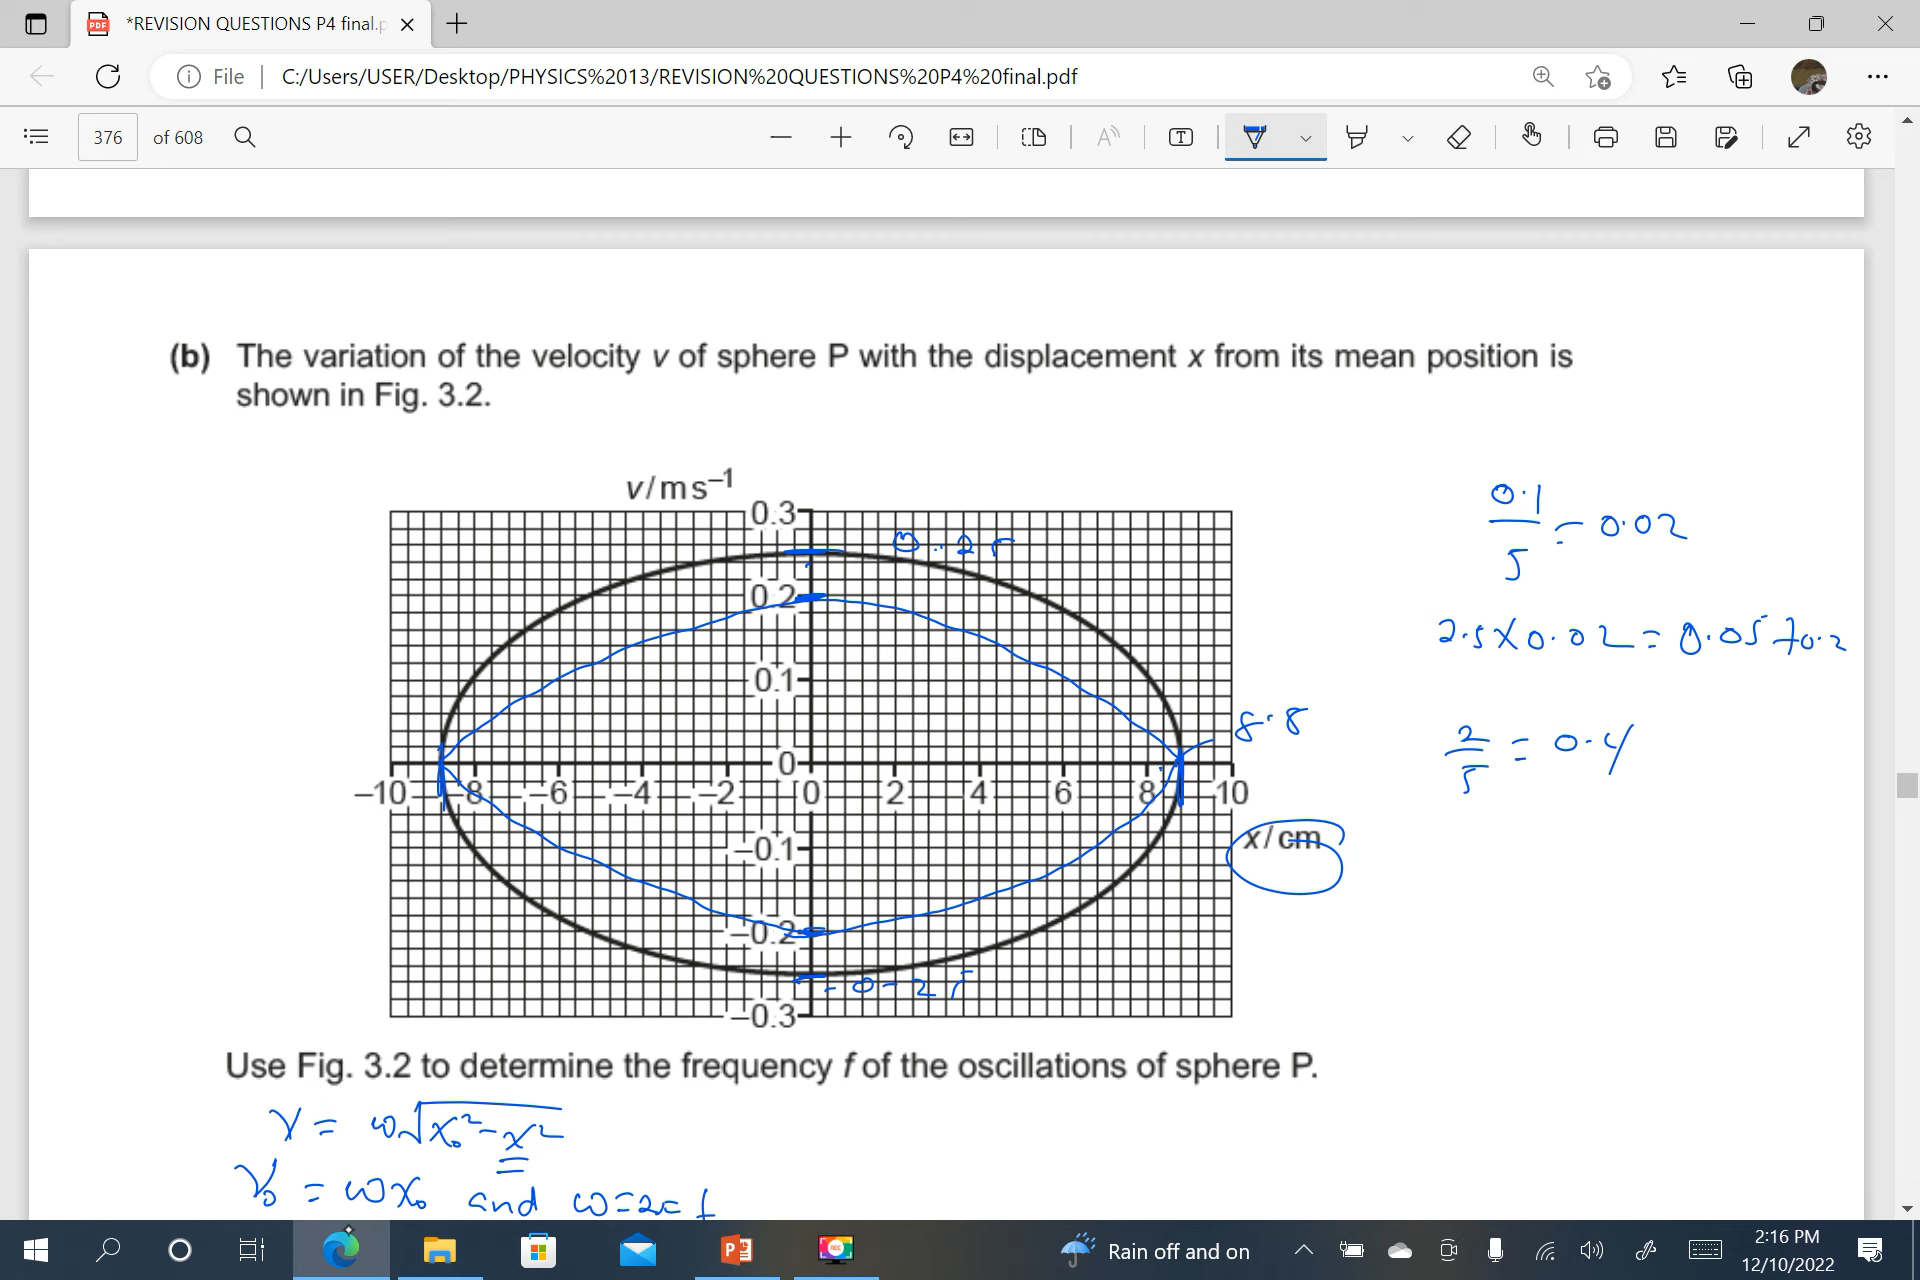 *REVISION QUESTIONS P4 final.p
File
C:/Users/USER/Desktop/PHYSICS%2013/REVISION%20QUESTIONS%20P4%20final.pdf
376 of 608
(b) The variation of the velocity v of sphere P with the displacement x from its mean position is
shown in Fig. 3.2.
v/m s⁻¹
0.3
0.2
0.1
0
–0.1
–0.2
–0.3
–10 –8 –6 –4 –2 0 2 4 6 8 10
x/cm
0.25
-0.25
8.8
0.1/5 = 0.02
2.5 × 0.02 = 0.05 + 0.2
2/5 = 0.4
Use Fig. 3.2 to determine the frequency f of the oscillations of sphere P.
v = ω√x₀² - x²
v₀ = ωx₀ and ω = 2π f
Rain off and on
2:16 PM
12/10/2022